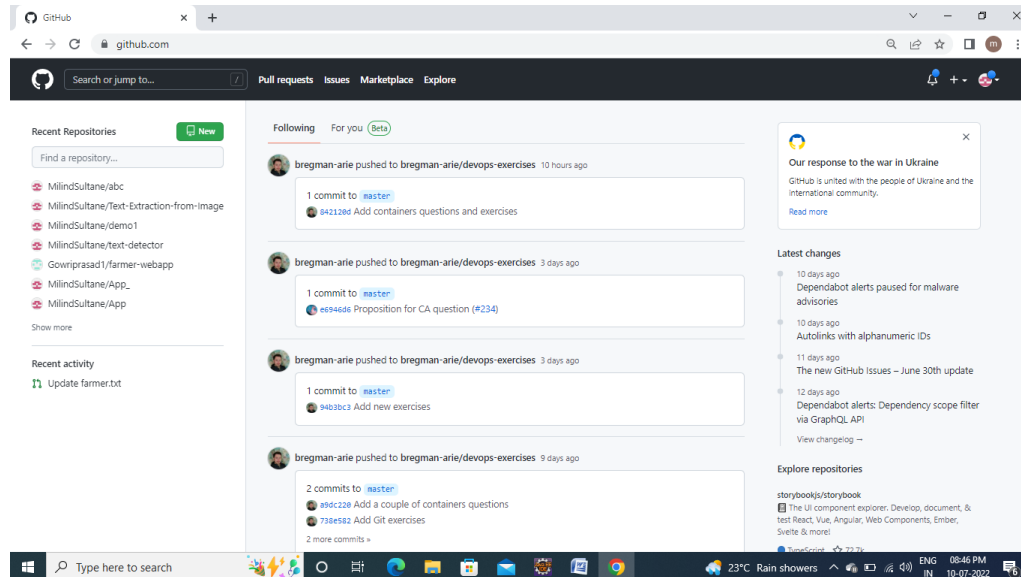 GitHub
github.com
m
Search or jump to...
/
Pull requests Issues Marketplace Explore
Recent Repositories
New
Find a repository...
MilindSultane/abc
MilindSultane/Text-Extraction-from-Image
MilindSultane/demo1
MilindSultane/text-detector
Gowriprasad1/farmer-webapp
MilindSultane/App_
MilindSultane/App
Show more
Recent activity
Update farmer.txt
Following For you Beta
bregman-arie pushed to bregman-arie/devops-exercises 10 hours ago
1 commit to master
842120d Add containers questions and exercises
bregman-arie pushed to bregman-arie/devops-exercises 3 days ago
1 commit to master
e6946d6 Proposition for CA question (#234)
bregman-arie pushed to bregman-arie/devops-exercises 3 days ago
1 commit to master
94b3bc3 Add new exercises
bregman-arie pushed to bregman-arie/devops-exercises 9 days ago
2 commits to master
a9dc220 Add a couple of containers questions
738e582 Add Git exercises
2 more commits »
Our response to the war in Ukraine
GitHub is united with the people of Ukraine and the
international community.
Read more
Latest changes
10 days ago
Dependabot alerts paused for malware
advisories
10 days ago
Autolinks with alphanumeric IDs
11 days ago
The new GitHub Issues – June 30th update
12 days ago
Dependabot alerts: Dependency scope filter
via GraphQL API
View changelog →
Explore repositories
storybookjs/storybook
The UI component explorer. Develop, document, &
test React, Vue, Angular, Web Components, Ember,
Svelte & more!
TypeScript 72.7k
Type here to search
23°C Rain showers
ENG
IN
08:46 PM
10-07-2022
6